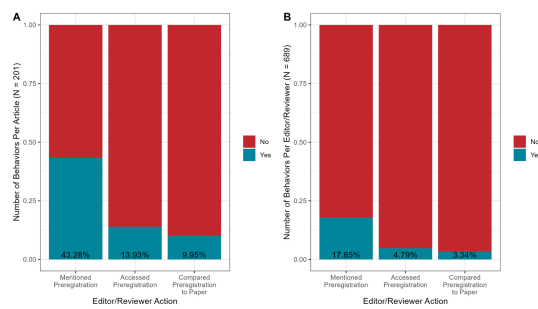 A
Number of Behaviors Per Article (N = 201)
1.00
0.75
0.50
0.25
0.00
43.28%
13.93%
9.95%
Mentioned
Preregistration
Accessed
Preregistration
Compared
Preregistration
to Paper
Editor/Reviewer Action
No
Yes
B
Number of Behaviors Per Editor/Reviewer (N = 689)
1.00
0.75
0.50
0.25
0.00
17.85%
4.79%
3.34%
Mentioned
Preregistration
Accessed
Preregistration
Compared
Preregistration
to Paper
Editor/Reviewer Action
No
Ye